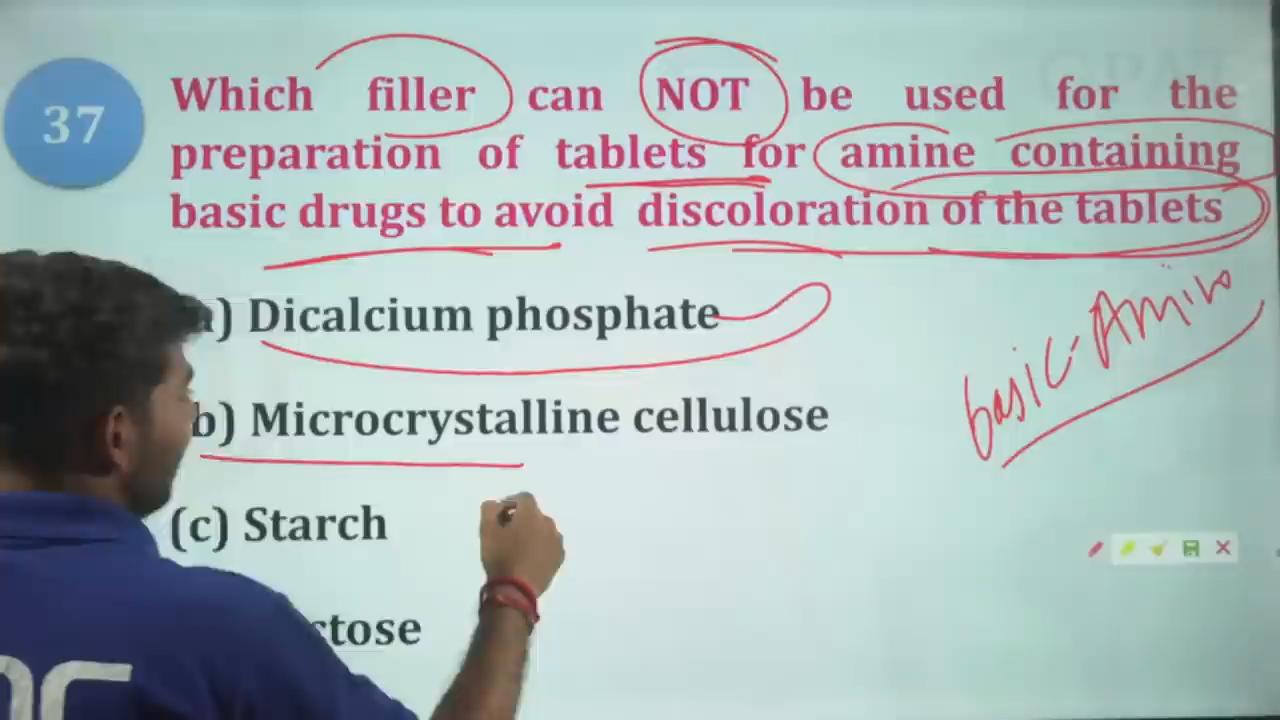 37
Which filler can NOT be used for the
preparation of tablets for amine containing
basic drugs to avoid discoloration of the tablets
a) Dicalcium phosphate
b) Microcrystalline cellulose
(c) Starch
ctose
basic-Amino